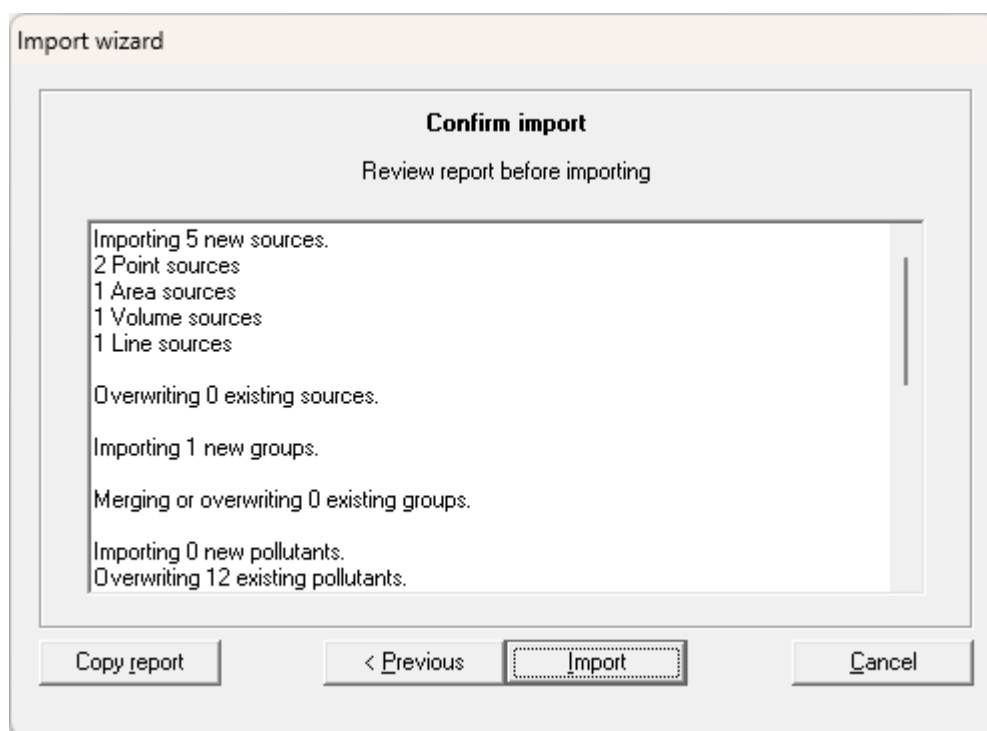 Import wizard
Confirm import
Review report before importing
Importing 5 new sources.
2 Point sources
1 Area sources
1 Volume sources
1 Line sources
Overwriting 0 existing sources.
Importing 1 new groups.
Merging or overwriting 0 existing groups.
Importing 0 new pollutants.
Overwriting 12 existing pollutants.
Copy report
< Previous
Import
Cancel